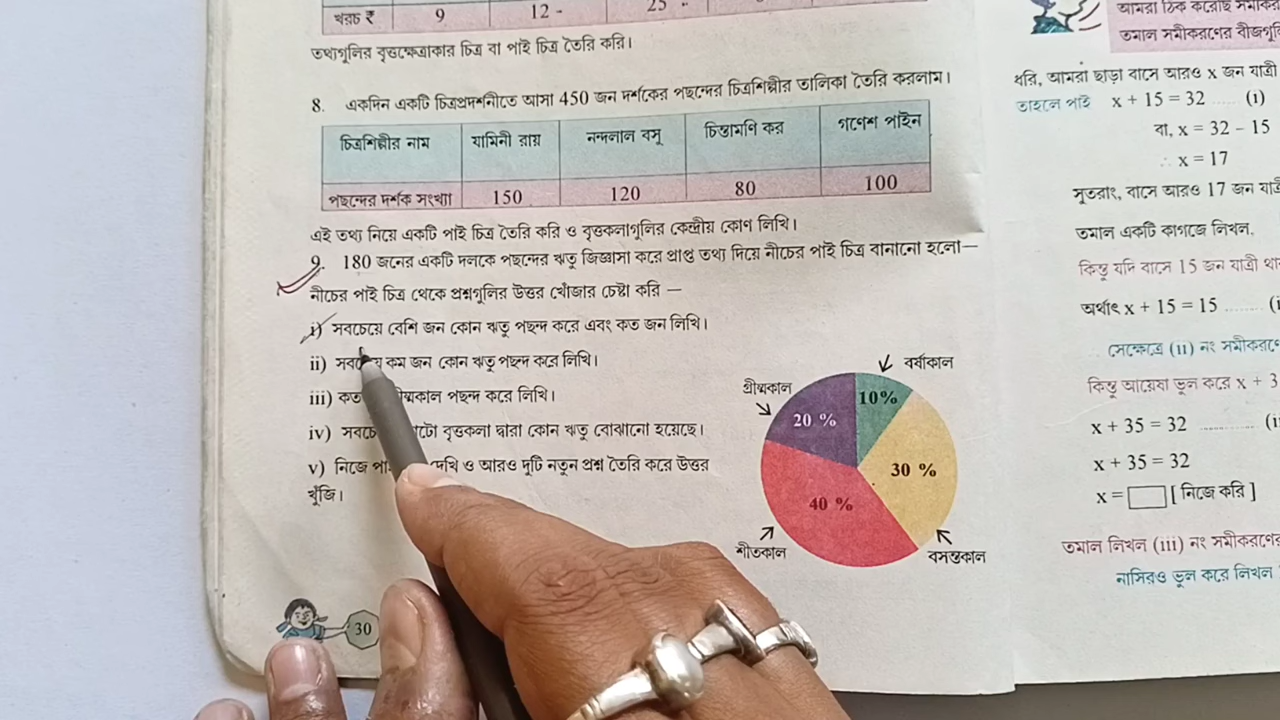 খরচ ₹ 9 12 25
তথ্যগুলির বৃত্তক্ষেত্রাকার চিত্র বা পাই চিত্র তৈরি করি।
8. একদিন একটি চিত্রপ্রদর্শনীতে আসা 450 জন দর্শকের পছন্দের চিত্রশিল্পীর তালিকা তৈরি করলাম।
চিত্রশিল্পীর নাম যামিনী রায় নন্দলাল বসু চিন্তামণি কর গণেশ পাইন
পছন্দের দর্শক সংখ্যা 150 120 80 100
এই তথ্য নিয়ে একটি পাই চিত্র তৈরি করি ও বৃত্তকলাগুলির কেন্দ্রীয় কোণ লিখি।
9. 180 জনের একটি দলকে পছন্দের ঋতু জিজ্ঞাসা করে প্রাপ্ত তথ্য দিয়ে নীচের পাই চিত্র বানানো হলো—
নীচের পাই চিত্র থেকে প্রশ্নগুলির উত্তর খোঁজার চেষ্টা করি —
i) সবচেয়ে বেশি জন কোন ঋতু পছন্দ করে এবং কত জন লিখি।
ii) কম জন কোন ঋতু পছন্দ করে লিখি।
iii) পছন্দ করে লিখি।
iv) বৃত্তকলা দ্বারা কোন ঋতু বোঝানো হয়েছে।
v) নিজে ও আরও দুটি নতুন প্রশ্ন তৈরি করে উত্তর
খুঁজি।
গ্রীষ্মকাল
বর্ষাকাল
20 %
10%
30 %
40 %
শীতকাল
বসন্তকাল
30
আমরা ঠিক করেছি
তমাল সমীকরণের
ধরি, আমরা ছাড়া বাসে আরও x জন যাত্রী
তাহলে পাই x + 15 = 32 ..... (i)
বা, x = 32 − 15
∴ x = 17
সুতরাং, বাসে আরও 17 জন
তমাল একটি কাগজে লিখল,
কিন্তু যদি বাসে 15 জন যাত্রী
অর্থাৎ x + 15 = 15 ........
সেক্ষেত্রে (ii) নং
কিন্তু আয়েষা ভুল করে x + 3
x + 35 = 32 ............
x + 35 = 32
x = [ নিজে করি ]
তমাল লিখল (iii) নং সমীকরণের
নাসিরও ভুল করে লিখল